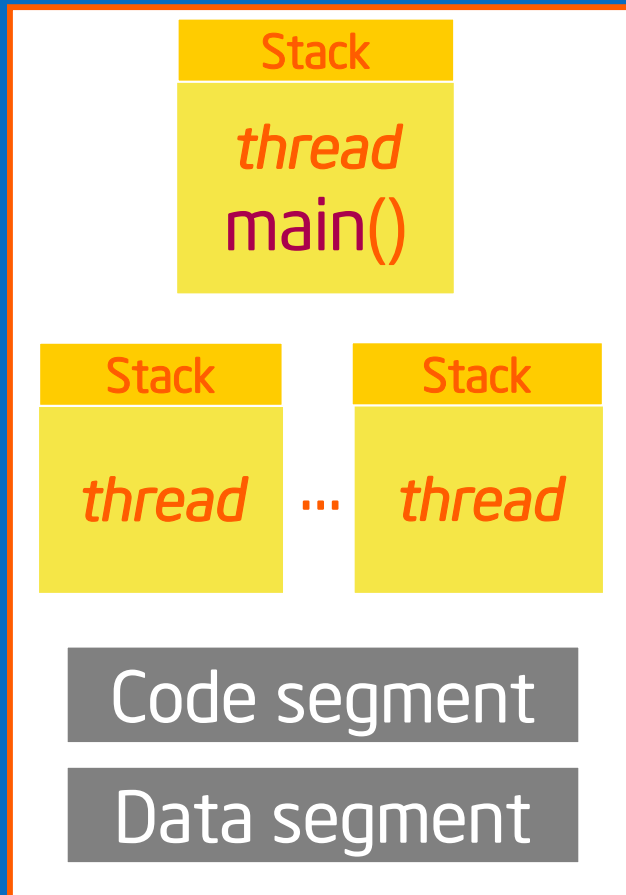 Stack
thread
main()
Stack
Stack
thread
...
thread
Code segment
Data segment